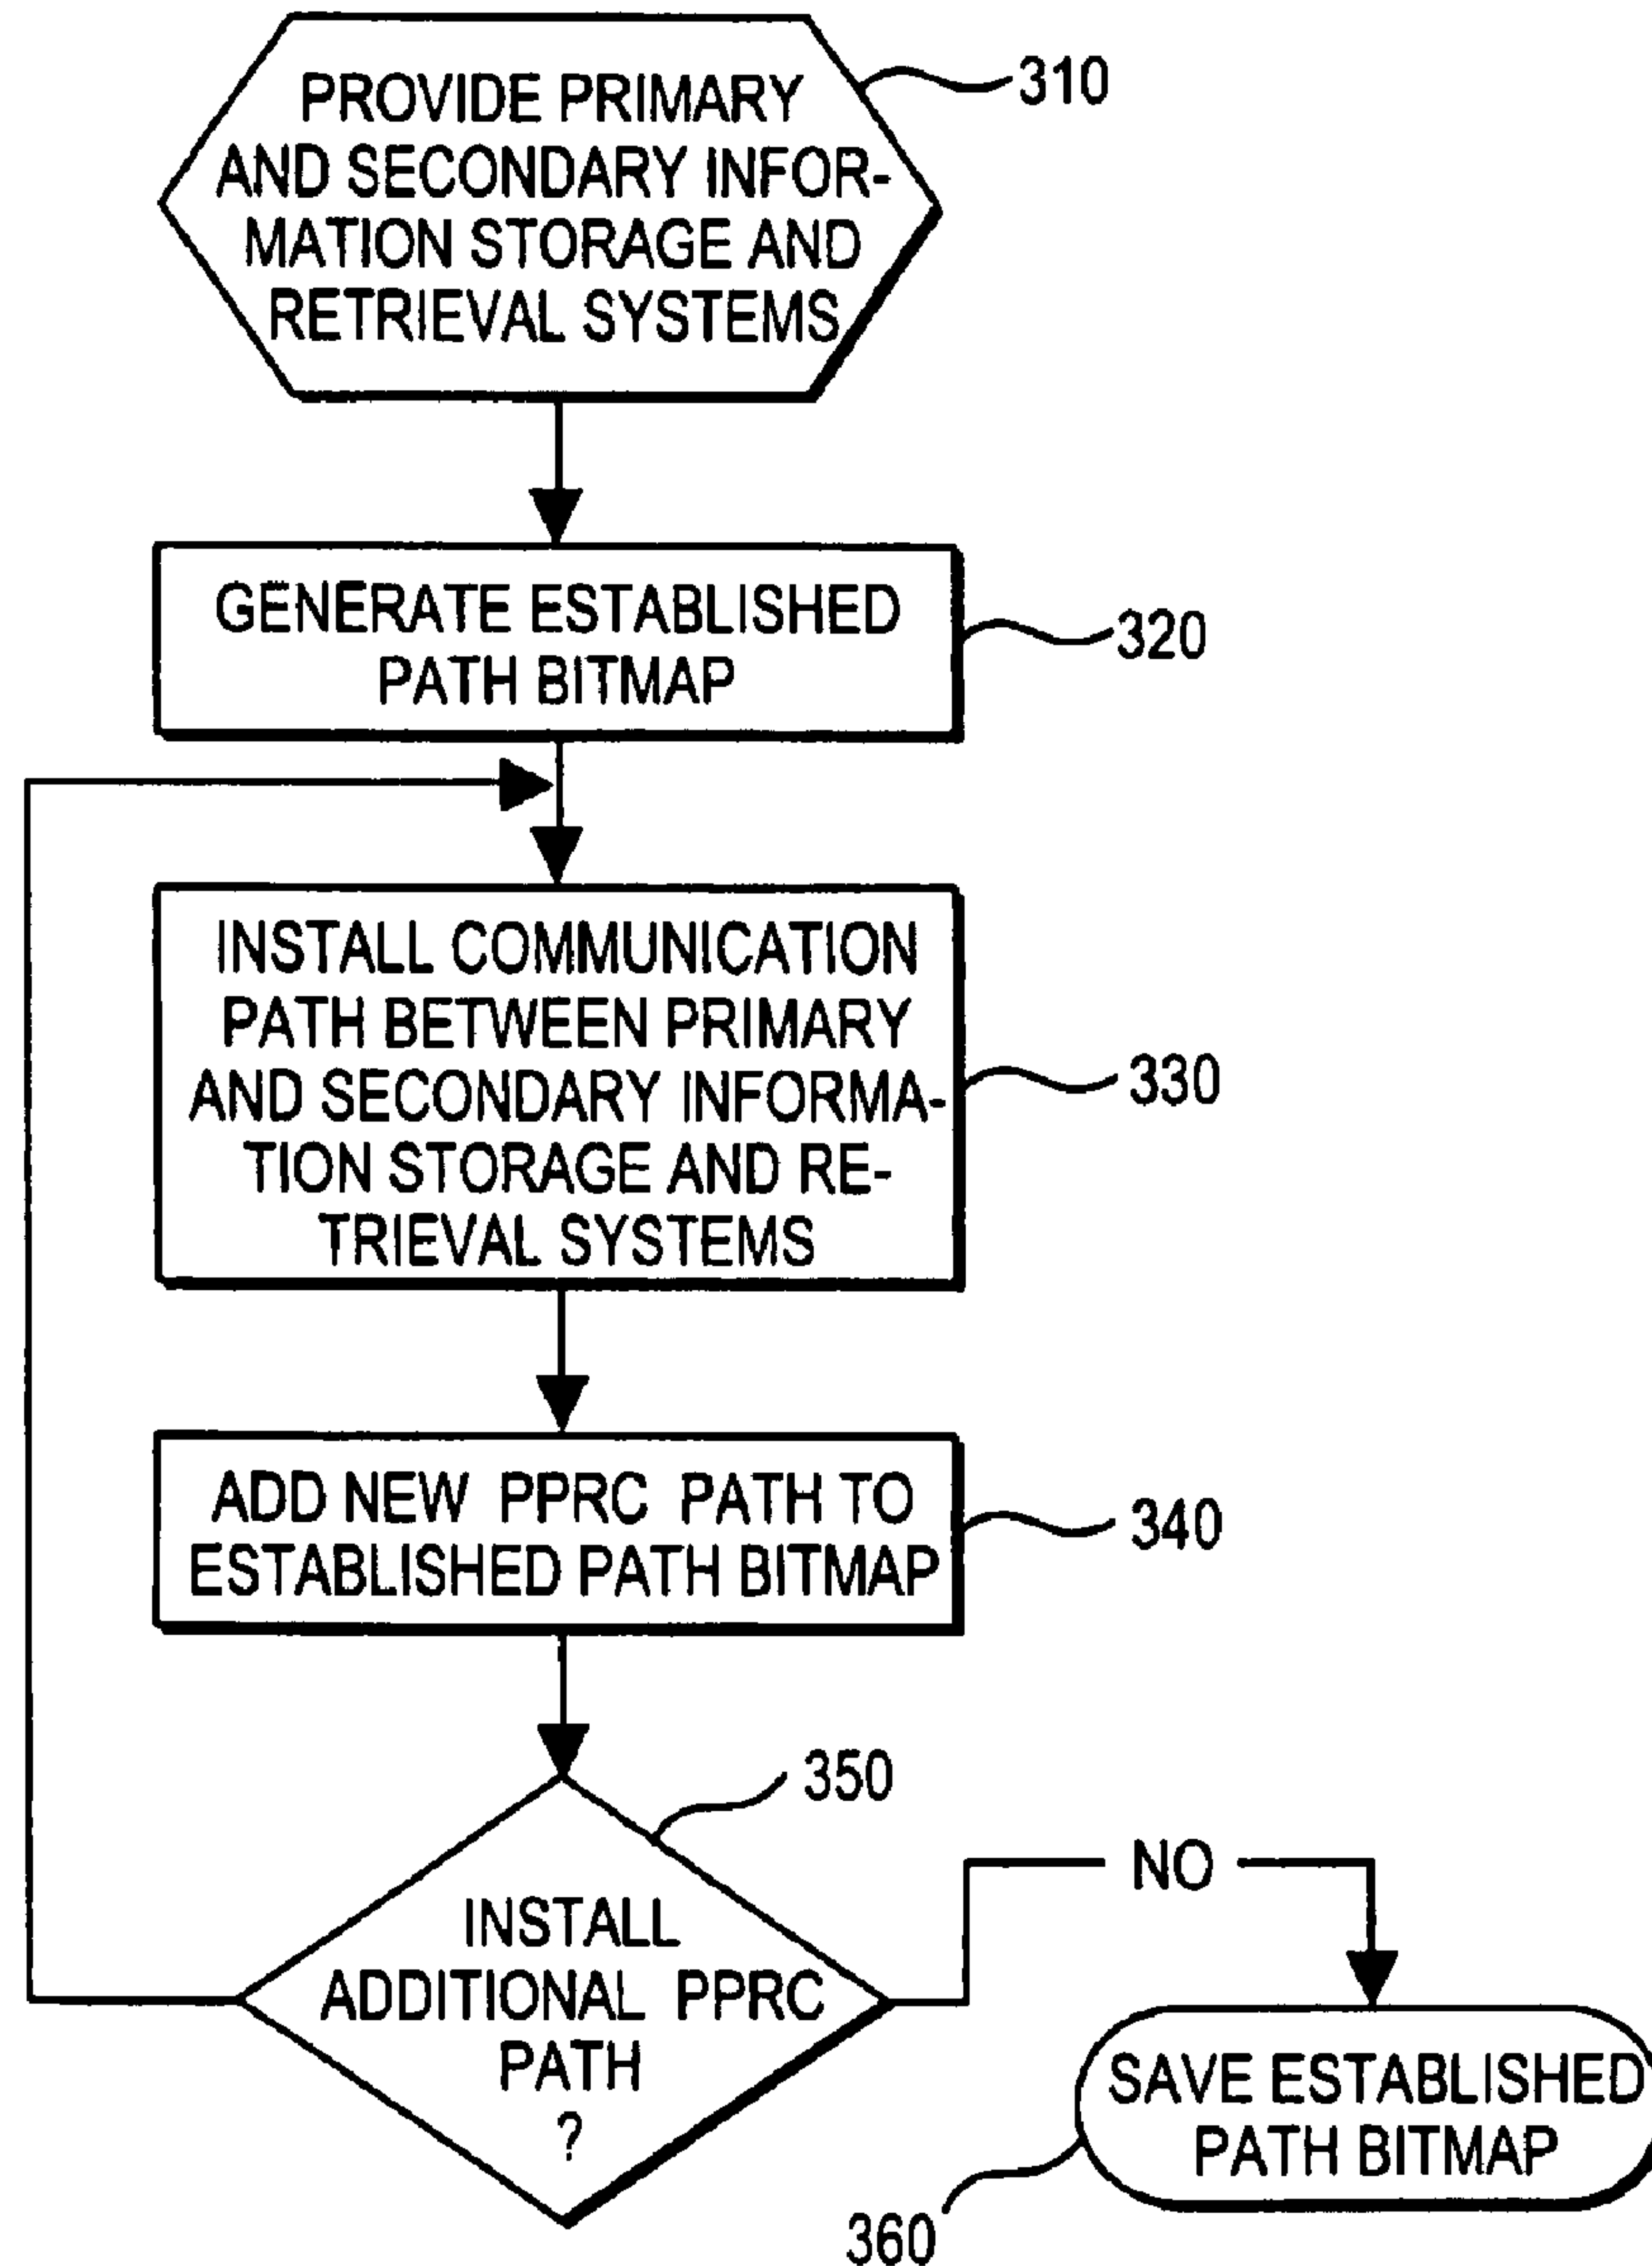 PROVIDE PRIMARY
AND SECONDARY INFOR-
MATION STORAGE AND
RETRIEVAL SYSTEMS
310
GENERATE ESTABLISHED
PATH BITMAP
320
INSTALL COMMUNICATION
PATH BETWEEN PRIMARY
AND SECONDARY INFORMA-
TION STORAGE AND RE-
TRIEVAL SYSTEMS
330
ADD NEW PPRC PATH TO
ESTABLISHED PATH BITMAP
340
350
INSTALL
ADDITIONAL PPRC
PATH
?
NO
SAVE ESTABLISHED
PATH BITMAP
360